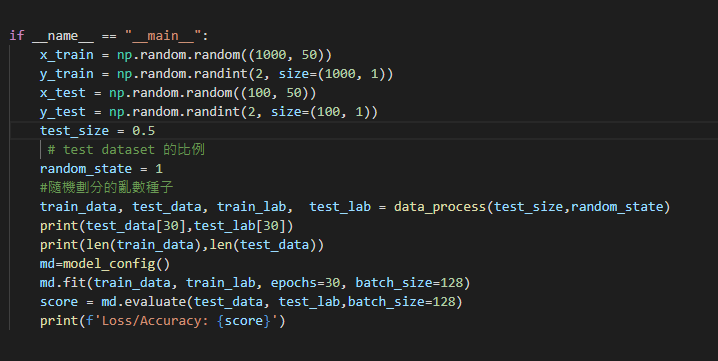 if __name__ == "__main__":
    x_train = np.random.random((1000, 50))
    y_train = np.random.randint(2, size=(1000, 1))
    x_test = np.random.random((100, 50))
    y_test = np.random.randint(2, size=(100, 1))
    test_size = 0.5
     # test dataset 的比例
    random_state = 1
    #隨機劃分的亂數種子
    train_data, test_data, train_lab,  test_lab = data_process(test_size,random_state)
    print(test_data[30],test_lab[30])
    print(len(train_data),len(test_data))
    md=model_config()
    md.fit(train_data, train_lab, epochs=30, batch_size=128)
    score = md.evaluate(test_data, test_lab,batch_size=128)
    print(f'Loss/Accuracy: {score}')